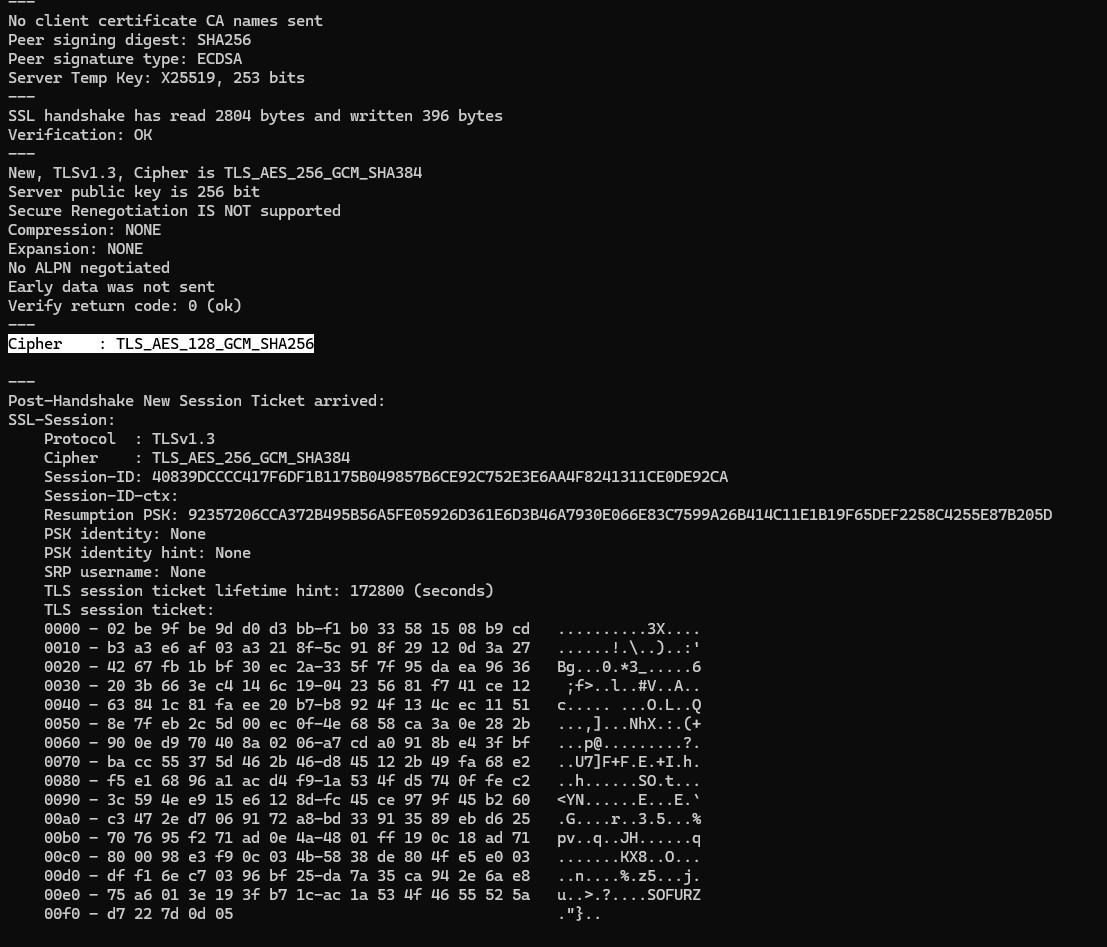 ---
No client certificate CA names sent
Peer signing digest: SHA256
Peer signature type: ECDSA
Server Temp Key: X25519, 253 bits
---
SSL handshake has read 2804 bytes and written 396 bytes
Verification: OK
---
New, TLSv1.3, Cipher is TLS_AES_256_GCM_SHA384
Server public key is 256 bit
Secure Renegotiation IS NOT supported
Compression: NONE
Expansion: NONE
No ALPN negotiated
Early data was not sent
Verify return code: 0 (ok)
---
Cipher    : TLS_AES_128_GCM_SHA256
---
Post-Handshake New Session Ticket arrived:
SSL-Session:
    Protocol  : TLSv1.3
    Cipher    : TLS_AES_256_GCM_SHA384
    Session-ID: 40839DCCCC417F6DF1B1175B049857B6CE92C752E3E6AA4F8241311CE0DE92CA
    Session-ID-ctx:
    Resumption PSK: 92357206CCA372B495B56A5FE05926D361E6D3B46A7930E066E83C7599A26B414C11E1B19F65DEF2258C4255E87B205D
    PSK identity: None
    PSK identity hint: None
    SRP username: None
    TLS session ticket lifetime hint: 172800 (seconds)
    TLS session ticket:
    0000 - 02 be 9f be 9d d0 d3 bb-f1 b0 33 58 15 08 b9 cd   ..........3X....
    0010 - b3 a3 e6 af 03 a3 21 8f-5c 91 8f 29 12 0d 3a 27   ......!.\..)..:'
    0020 - 42 67 fb 1b bf 30 ec 2a-33 5f 7f 95 da ea 96 36   Bg...0.*3_.....6
    0030 - 20 3b 66 3e c4 14 6c 19-04 23 56 81 f7 41 ce 12    ;f>..l..#V..A..
    0040 - 63 84 1c 81 fa ee 20 b7-b8 92 4f 13 4c ec 11 51   c..... ...O.L..Q
    0050 - 8e 7f eb 2c 5d 00 ec 0f-4e 68 58 ca 3a 0e 28 2b   ...,]...NhX.:.(+
    0060 - 90 0e d9 70 40 8a 02 06-a7 cd a0 91 8b e4 3f bf   ...p@.........?.
    0070 - ba cc 55 37 5d 46 2b 46-d8 45 12 2b 49 fa 68 e2   ..U7]F+F.E.+I.h.
    0080 - f5 e1 68 96 a1 ac d4 f9-1a 53 4f d5 74 0f fe c2   ..h......SO.t...
    0090 - 3c 59 4e e9 15 e6 12 8d-fc 45 ce 97 9f 45 b2 60   <YN......E...E.`
    00a0 - c3 47 2e d7 06 91 72 a8-bd 33 91 35 89 eb d6 25   .G....r..3.5...%
    00b0 - 70 76 95 f2 71 ad 0e 4a-48 01 ff 19 0c 18 ad 71   pv..q..JH......q
    00c0 - 80 00 98 e3 f9 0c 03 4b-58 38 de 80 4f e5 e0 03   .......KX8..O...
    00d0 - df f1 6e c7 03 96 bf 25-da 7a 35 ca 94 2e 6a e8   ..n....%.z5...j.
    00e0 - 75 a6 01 3e 19 3f b7 1c-ac 1a 53 4f 46 55 52 5a   u..>.?....SOFURZ
    00f0 - d7 22 7d 0d 05                                    ."}..